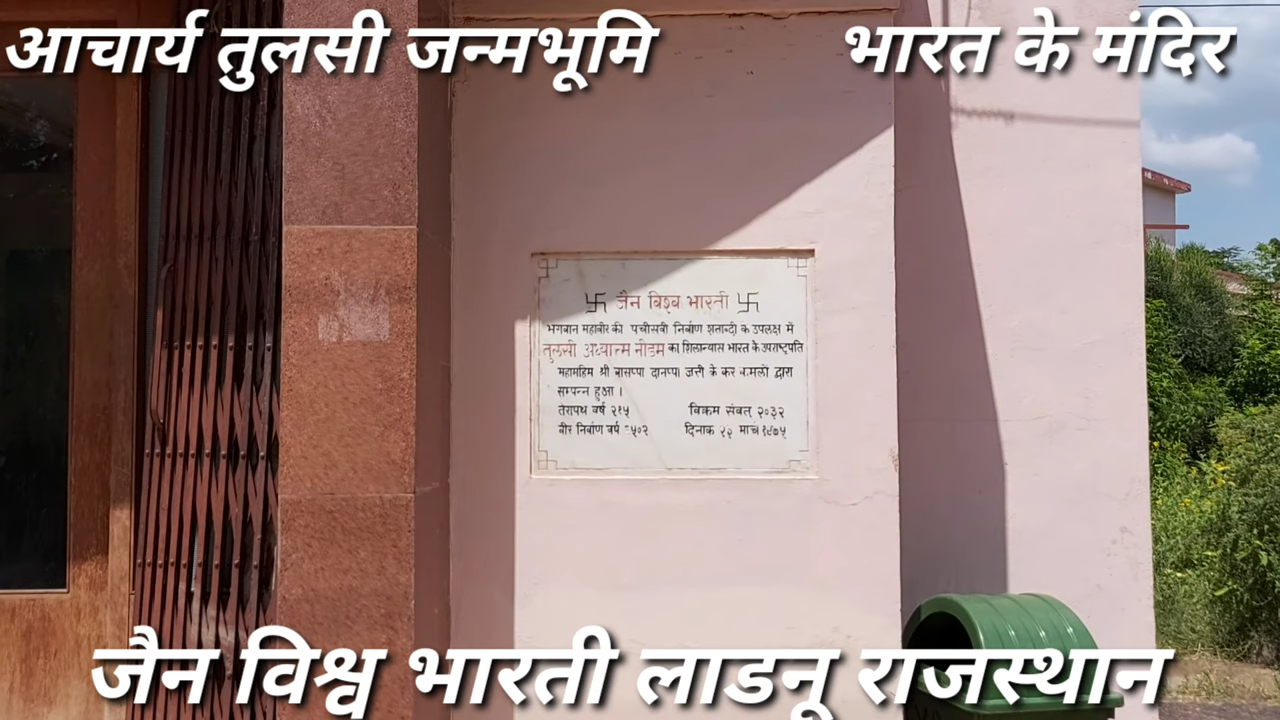 आचार्य तुलसी जन्मभूमि
भारत के मंदिर
卐 जैन विश्व भारती 卐
भगवान महावीर की पचीसवी निर्वाण शताब्दी के उपलक्ष में
तुलसी अध्यात्म नीडम का शिलान्यास भारत के उपराष्ट्रपति
महामहिम श्री बासप्पा दानप्पा जत्ती के कर कमलो द्वारा
सम्पन्न हुआ ।
तेरापथ वर्ष २१५
विक्रम संवत् २०३२
वीर निर्वाण वर्ष २५०२
दिनाक २३ मार्च १९७५
जैन विश्व भारती लाडनू राजस्थान